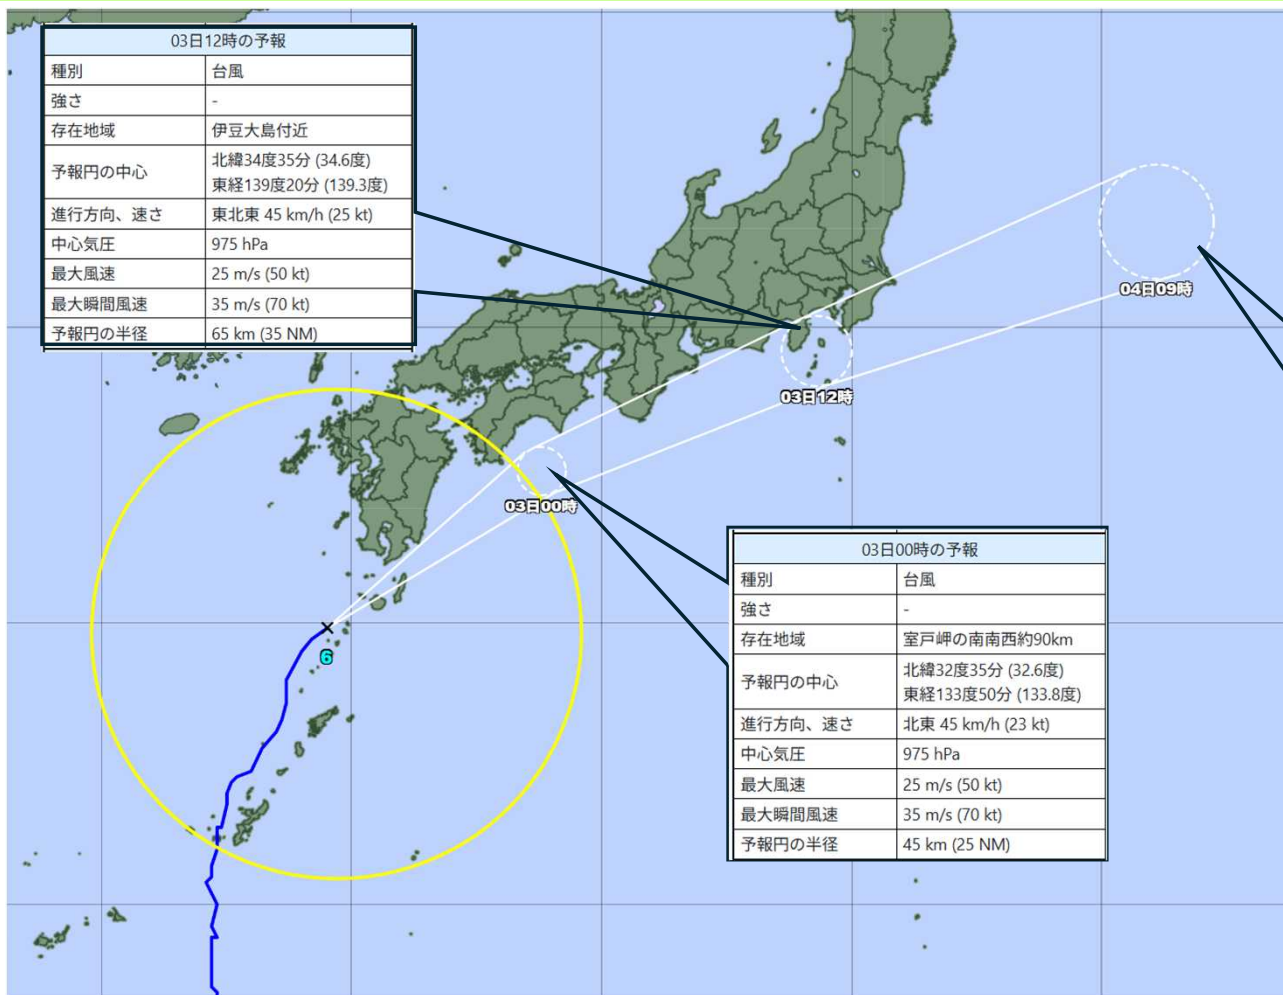 03日12時の予報
種別 台風
強さ -
存在地域 伊豆大島付近
予報円の中心 北緯34度35分 (34.6度)
東経139度20分 (139.3度)
進行方向、速さ 東北東 45 km/h (25 kt)
中心気圧 975 hPa
最大風速 25 m/s (50 kt)
最大瞬間風速 35 m/s (70 kt)
予報円の半径 65 km (35 NM)
04日09時
03日12時
03日00時
6
03日00時の予報
種別 台風
強さ -
存在地域 室戸岬の南南西約90km
予報円の中心 北緯32度35分 (32.6度)
東経133度50分 (133.8度)
進行方向、速さ 北東 45 km/h (23 kt)
中心気圧 975 hPa
最大風速 25 m/s (50 kt)
最大瞬間風速 35 m/s (70 kt)
予報円の半径 45 km (25 NM)